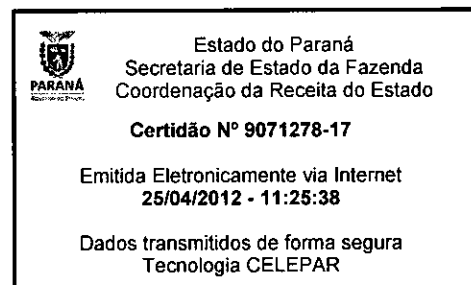 Estado do Paraná
Secretaria de Estado da Fazenda
PARANÁ
Coordenação da Receita do Estado
Certidão Nº 9071278-17
Emitida Eletronicamente via Internet
25/04/2012 - 11:25:38
Dados transmitidos de forma segura
Tecnologia CELEPAR